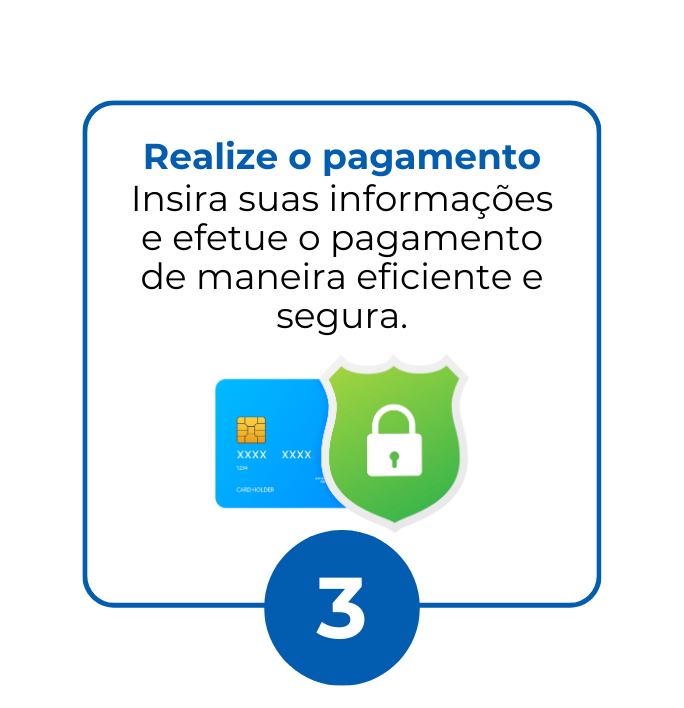 Realize o pagamento
Insira suas informações
e efetue o pagamento
de maneira eficiente e
segura.
XXXX XXXX
1234
CARD HOLDER
3